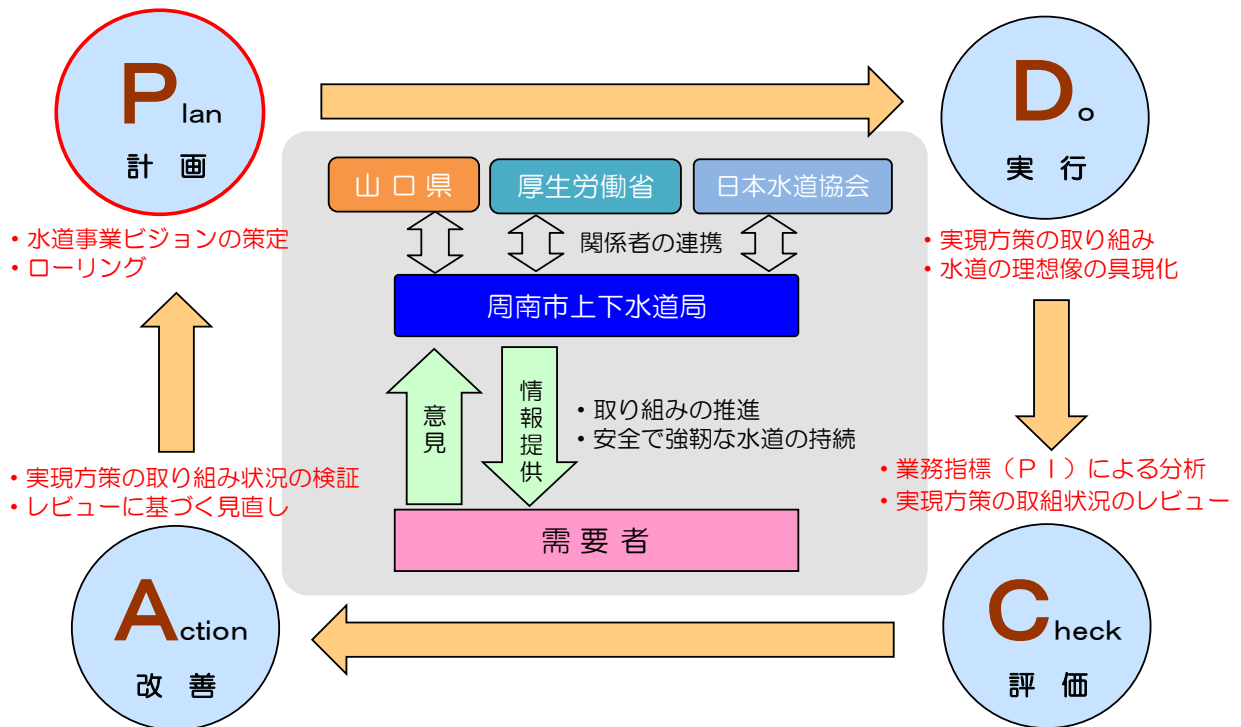 Plan
計 画
・水道事業ビジョンの策定
・ローリング
Do
実 行
・実現方策の取り組み
・水道の理想像の具現化
山 口 県
厚生労働省
日本水道協会
関係者の連携
周南市上下水道局
意見
情報提供
・取り組みの推進
・安全で強靭な水道の持続
需 要 者
・実現方策の取り組み状況の検証
・レビューに基づく見直し
Action
改 善
・業務指標(PI)による分析
・実現方策の取組状況のレビュー
Check
評 価